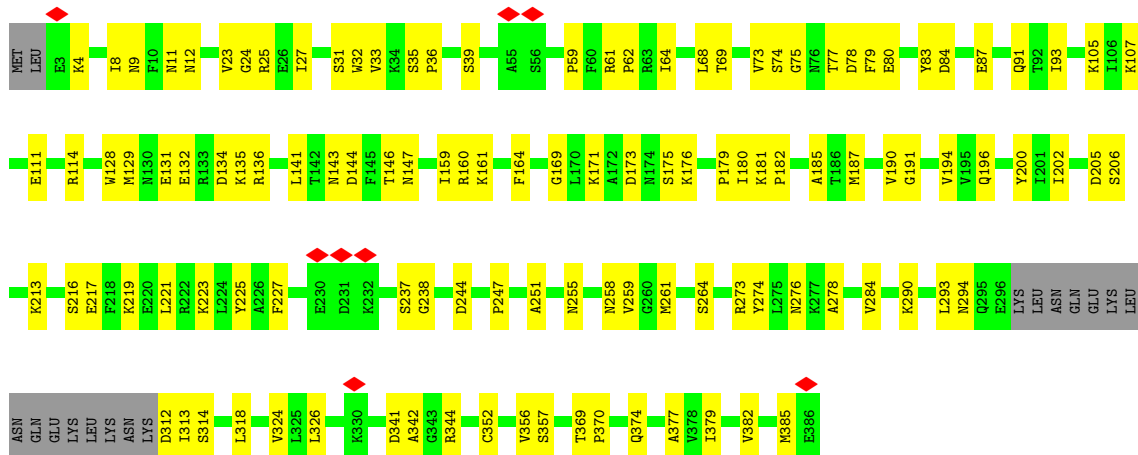 MET LEU E3 K4 I8 N9 F10 N11 N12 V23 G24 R25 E26 I27 S31 W32 V33 K34 S35 P36 S39 A55 S56 P59 F60 R61 P62 R63 I64 L68 T69 V73 S74 G75 N76 T77 D78 F79 E80 Y83 D84 E87 Q91 T92 I93 K105 I106 K107
E111 R114 W128 M129 N130 E131 E132 R133 D134 K135 R136 L141 T142 N143 D144 F145 T146 N147 I159 R160 K161 F164 G169 L170 K171 A172 D173 N174 S175 K176 P179 I180 K181 P182 A185 T186 M187 V190 G191 V194 V195 Q196 Y200 I201 I202 D205 S206
K213 S216 E217 F218 K219 E220 L221 R222 K223 L224 Y225 A226 F227 E230 D231 K232 S237 G238 D244 P247 A251 N255 N258 V259 G260 M261 S264 R273 Y274 L275 N276 K277 A278 V284 K290 L293 N294 Q295 E296 LYS LEU ASN GLN GLU LYS LEU
ASN GLN GLU LYS LEU LYS ASN LYS D312 I313 S314 L318 V324 L325 L326 K330 D341 A342 G343 R344 C352 V356 S357 T369 P370 Q374 A377 V378 I379 V382 M385 E386